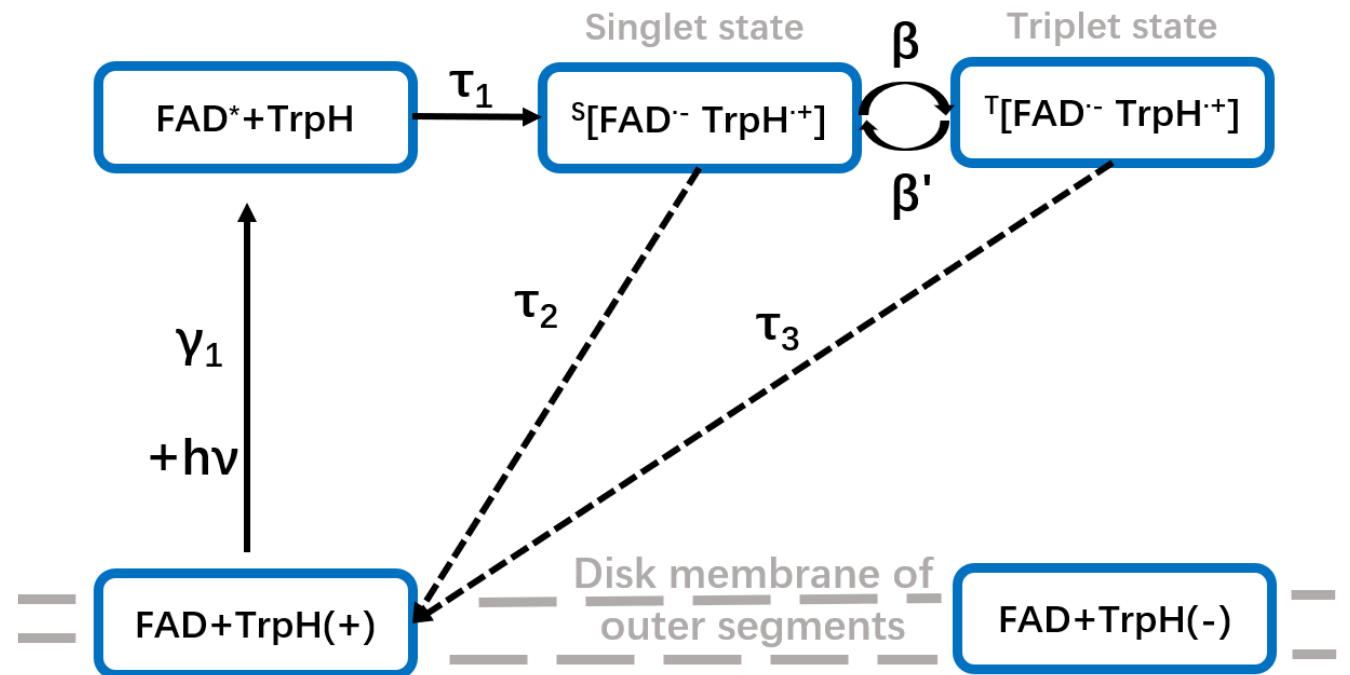 Singlet state
β
Triplet state
FAD*+TrpH
τ₁
ˢ[FAD·⁻ TrpH·⁺]
ᵀ[FAD·⁻ TrpH·⁺]
β'
τ₂
τ₃
γ₁
+hν
Disk membrane of
outer segments
FAD+TrpH(+)
FAD+TrpH(-)